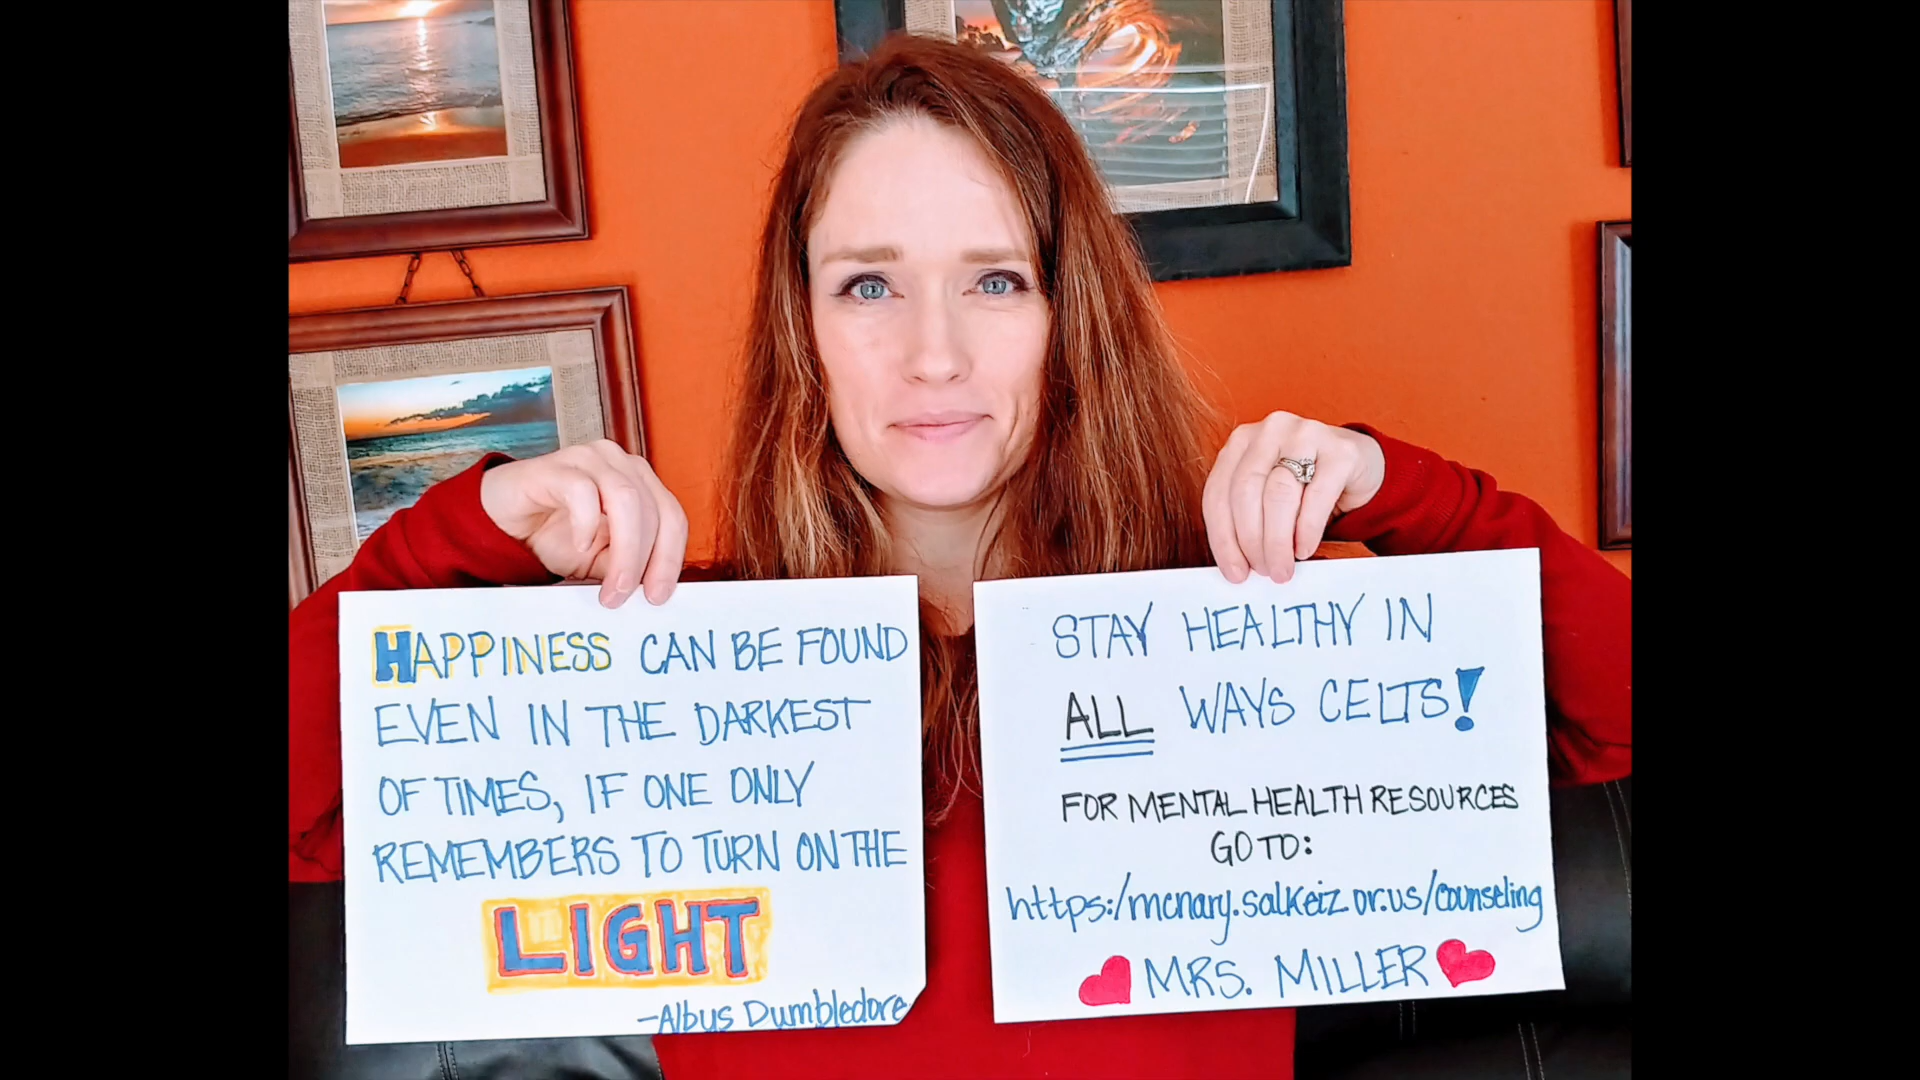 HAPPINESS CAN BE FOUND
EVEN IN THE DARKEST
OF TIMES, IF ONE ONLY
REMEMBERS TO TURN ON THE
LIGHT
-Albus Dumbledore
STAY HEALTHY IN
ALL WAYS CELTS!
FOR MENTAL HEALTH RESOURCES
GO TO:
https:/mcnary.salkeiz.or.us/counseling
MRS. MILLER